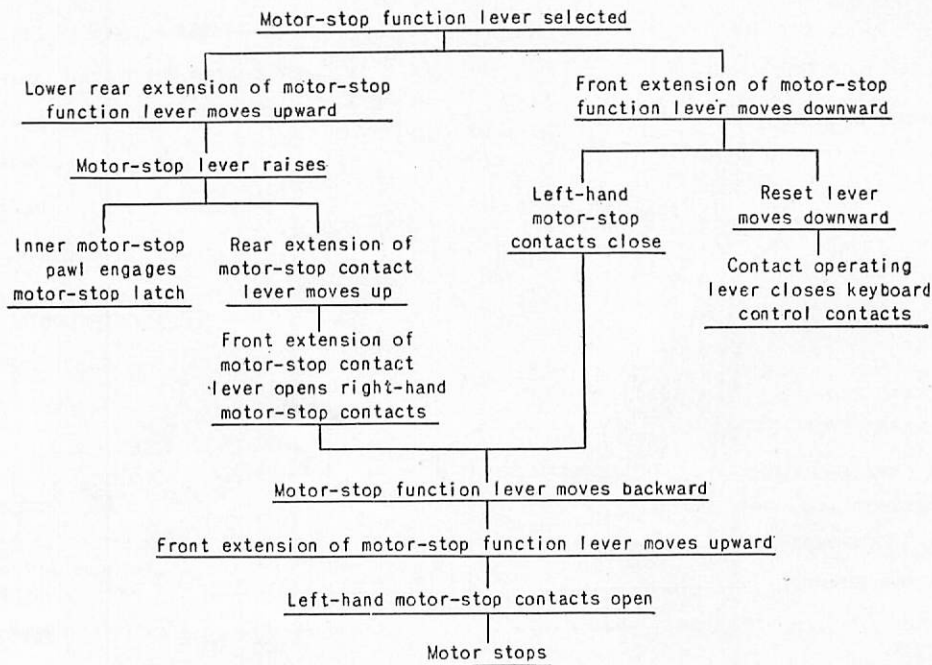 Motor-stop function lever selected
Lower rear extension of motor-stop
function lever moves upward
Front extension of motor-stop
function lever moves downward
Motor-stop lever raises
Left-hand
motor-stop
contacts close
Reset lever
moves downward
Inner motor-stop
pawl engages
motor-stop latch
Rear extension of
motor-stop contact
lever moves up
Contact operating
lever closes keyboard
control contacts
Front extension of
motor-stop contact
lever opens right-hand
motor-stop contacts
Motor-stop function lever moves backward
Front extension of motor-stop function lever moves upward
Left-hand motor-stop contacts open
Motor stops